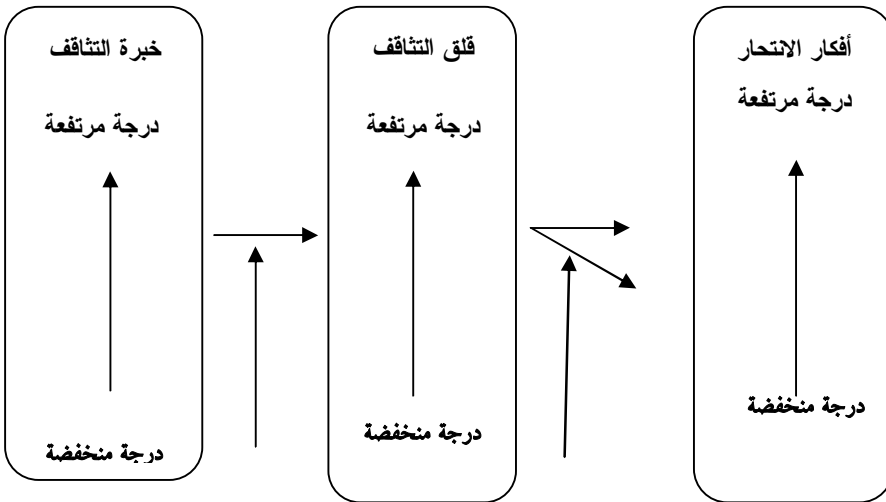 خبرة التثاقف
درجة مرتفعة
درجة منخفضة
قلق التثاقف
درجة مرتفعة
درجة منخفضة
أفكار الانتحار
درجة مرتفعة
درجة منخفضة